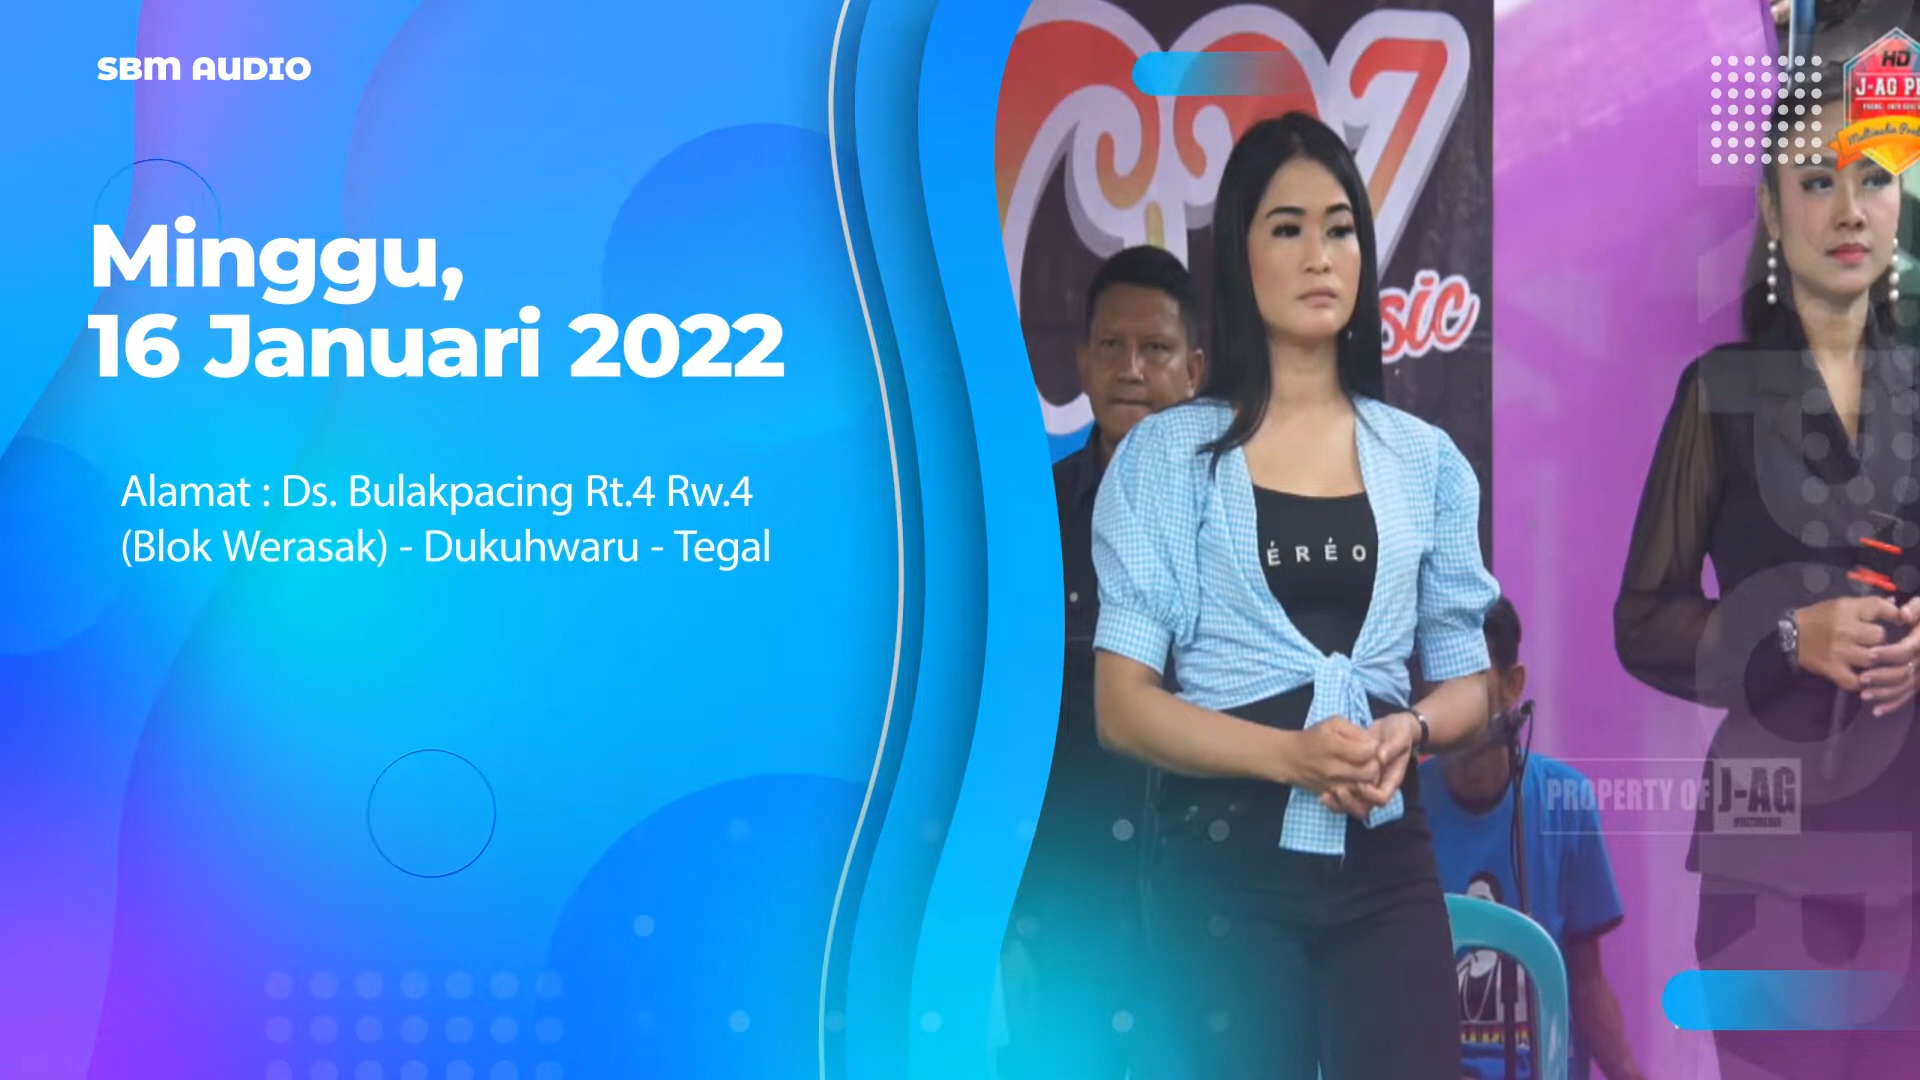 SBM AUDIO
Minggu,
16 Januari 2022
Alamat : Ds. Bulakpacing Rt.4 Rw.4
(Blok Werasak) - Dukuhwaru - Tegal
ÉRÉO
HD
J-AG
PROPERTY OF J-AG